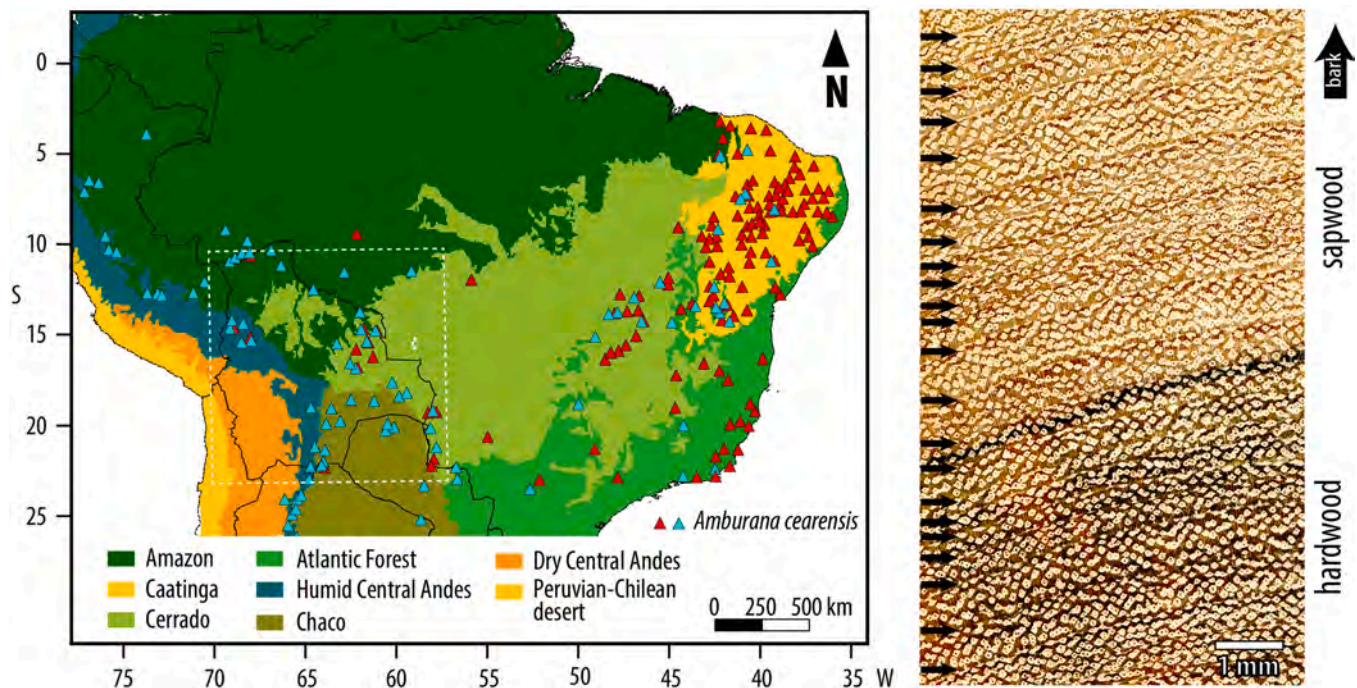 0
5
10
S
15
20
25
N
Amburana cearensis
Amazon
Caatinga
Cerrado
Atlantic Forest
Humid Central Andes
Chaco
Dry Central Andes
Peruvian-Chilean
desert
0 250 500 km
75 70 65 60 55 50 45 40 35 W
bark
sapwood
hardwood
1 mm